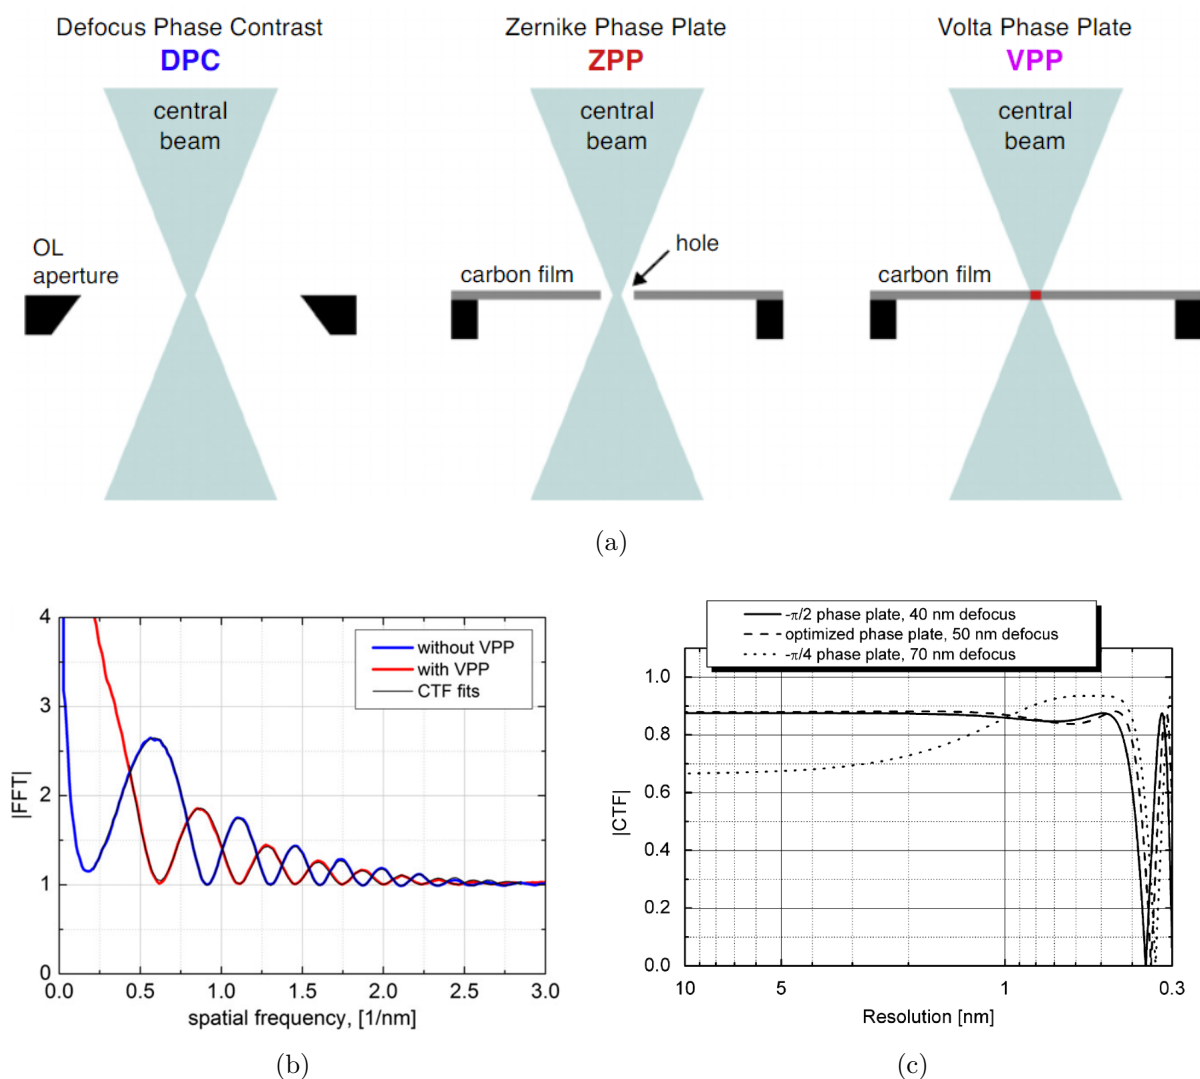 Defocus Phase Contrast
DPC
central
beam
OL
aperture
Zernike Phase Plate
ZPP
central
beam
hole
carbon film
Volta Phase Plate
VPP
central
beam
carbon film
(a)
4
3
2
1
0
|FFT|
without VPP
with VPP
CTF fits
0.0 0.5 1.0 1.5 2.0 2.5 3.0
spatial frequency, [1/nm]
(b)
-π/2 phase plate, 40 nm defocus
optimized phase plate, 50 nm defocus
-π/4 phase plate, 70 nm defocus
1.0
0.8
0.6
0.4
0.2
0.0
|CTF|
10 5 1 0.3
Resolution [nm]
(c)